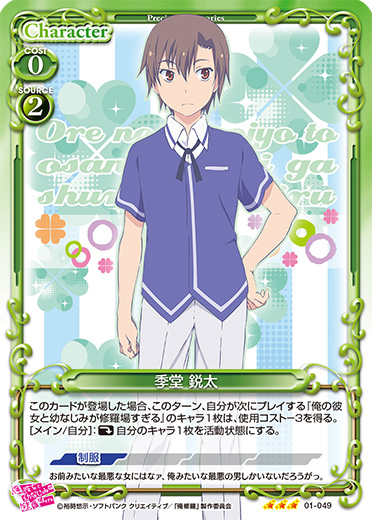 Precious Memories
Character
COST
0
SOURCE
2
Ore no kanojyo to
osananajimi ga
shuraba sugiru
季堂 鋭太
このカードが登場した場合、このターン、自分が次にプレイする『俺の彼
女と幼なじみが修羅場すぎる』のキャラ1枚は、使用コスト－3を得る。
[メイン/自分]: 自分のキャラ1枚を活動状態にする。
制服
お前みたいな最悪な女にはなァ、俺みたいな最悪の男しかいないだろうがっ。
©裕時悠示・ソフトバンク クリエイティブ/「俺修羅」製作委員会
01-049